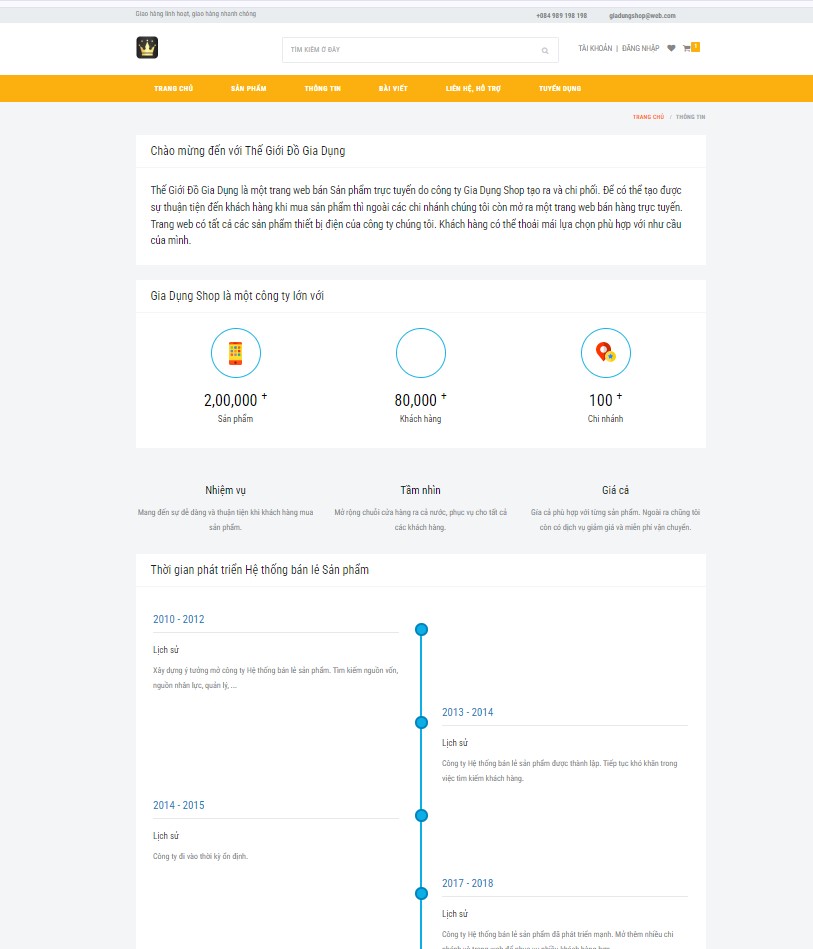 Giao hàng linh hoạt, giao hàng nhanh chóng
+084 989 198 198
giadungshop@web.com
TÌM KIẾM Ở ĐÂY
TÀI KHOẢN | ĐĂNG NHẬP
TRANG CHỦ
SẢN PHẨM
THÔNG TIN
BÀI VIẾT
LIÊN HỆ, HỖ TRỢ
TUYỂN DỤNG
TRANG CHỦ / THÔNG TIN
Chào mừng đến với Thế Giới Đồ Gia Dụng
Thế Giới Đồ Gia Dụng là một trang web bán Sản phẩm trực tuyến do công ty Gia Dụng Shop tạo ra và chi phối. Để có thể tạo được
sự thuận tiện đến khách hàng khi mua sản phẩm thì ngoài các chi nhánh chúng tôi còn mở ra một trang web bán hàng trực tuyến.
Trang web có tất cả các sản phẩm thiết bị điện của công ty chúng tôi. Khách hàng có thể thoải mái lựa chọn phù hợp với nhu cầu
của mình.
Gia Dụng Shop là một công ty lớn với
2,00,000 +
Sản phẩm
80,000 +
Khách hàng
100 +
Chi nhánh
Nhiệm vụ
Mang đến sự dễ dàng và thuận tiện khi khách hàng mua
sản phẩm.
Tầm nhìn
Mở rộng chuỗi cửa hàng ra cả nước, phục vụ cho tất cả
các khách hàng.
Giá cả
Gía cả phù hợp với từng sản phẩm. Ngoài ra chũng tôi
còn có dịch vụ giảm giá và miễn phí vận chuyển.
Thời gian phát triển Hệ thống bán lẻ Sản phẩm
2010 - 2012
Lịch sử
Xây dựng ý tưởng mở công ty Hệ thống bán lẻ sản phẩm. Tìm kiếm nguồn vốn,
nguồn nhân lực, quản lý, ...
2013 - 2014
Lịch sử
Công ty Hệ thống bán lẻ sản phẩm được thành lập. Tiếp tục khó khăn trong
việc tìm kiếm khách hàng.
2014 - 2015
Lịch sử
Công ty đi vào thời kỳ ổn định.
2017 - 2018
Lịch sử
Công ty Hệ thống bán lẻ sản phẩm đã phát triển mạnh. Mở thêm nhiều chi